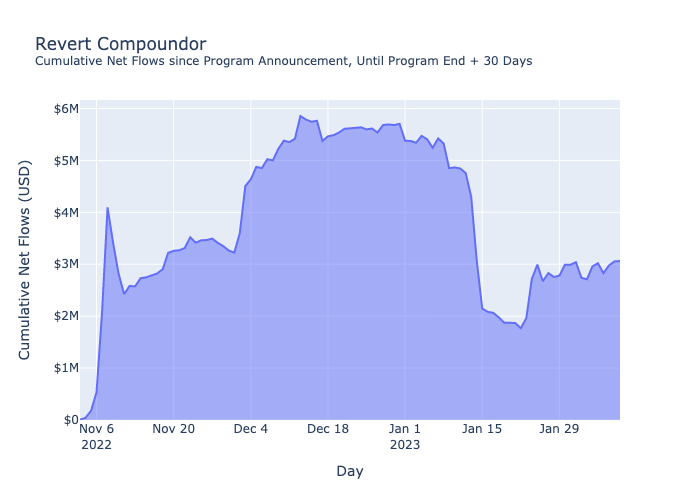 Revert Compoundor
Cumulative Net Flows since Program Announcement, Until Program End + 30 Days
Cumulative Net Flows (USD)
$6M
$5M
$4M
$3M
$2M
$1M
$0
Nov 6
2022
Nov 20
Dec 4
Dec 18
Jan 1
2023
Jan 15
Jan 29
Day